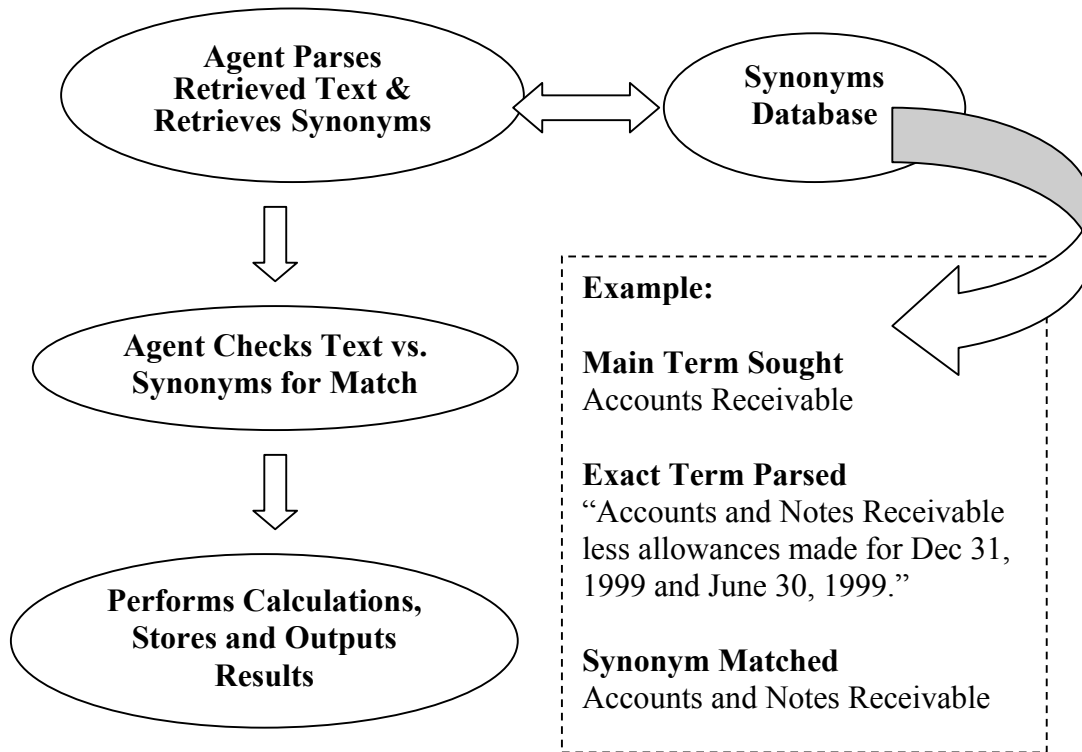 Agent Parses
Retrieved Text &
Retrieves Synonyms
Synonyms
Database
Agent Checks Text vs.
Synonyms for Match
Performs Calculations,
Stores and Outputs
Results
Example:
Main Term Sought
Accounts Receivable
Exact Term Parsed
“Accounts and Notes Receivable
less allowances made for Dec 31,
1999 and June 30, 1999.”
Synonym Matched
Accounts and Notes Receivable